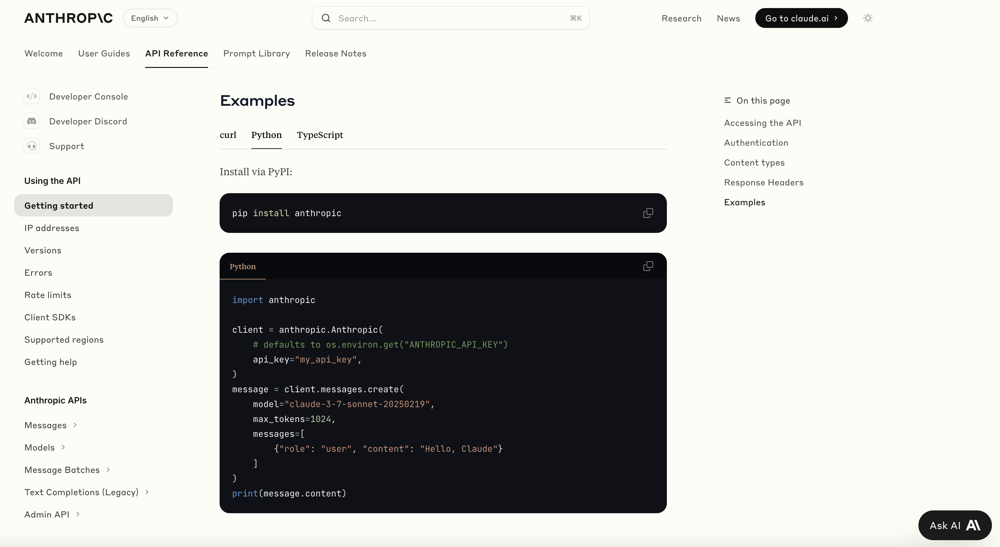 ANTHROP\C
English
Search...
⌘K
Research
News
Go to claude.ai
Welcome
User Guides
API Reference
Prompt Library
Release Notes
Developer Console
Developer Discord
Support
Using the API
Getting started
IP addresses
Versions
Errors
Rate limits
Client SDKs
Supported regions
Getting help
Anthropic APIs
Messages
Models
Message Batches
Text Completions (Legacy)
Admin API
Examples
curl
Python
TypeScript
Install via PyPI:
pip install anthropic
Python
import anthropic

client = anthropic.Anthropic(
    # defaults to os.environ.get("ANTHROPIC_API_KEY")
    api_key="my_api_key",
)
message = client.messages.create(
    model="claude-3-7-sonnet-20250219",
    max_tokens=1024,
    messages=[
        {"role": "user", "content": "Hello, Claude"}
    ]
)
print(message.content)
On this page
Accessing the API
Authentication
Content types
Response Headers
Examples
Ask AI A\